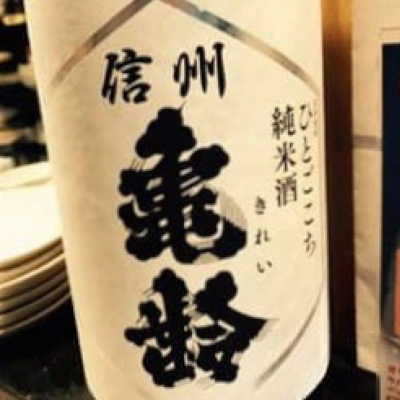 信州
亀齢
きれい
ひとごこち
純米酒